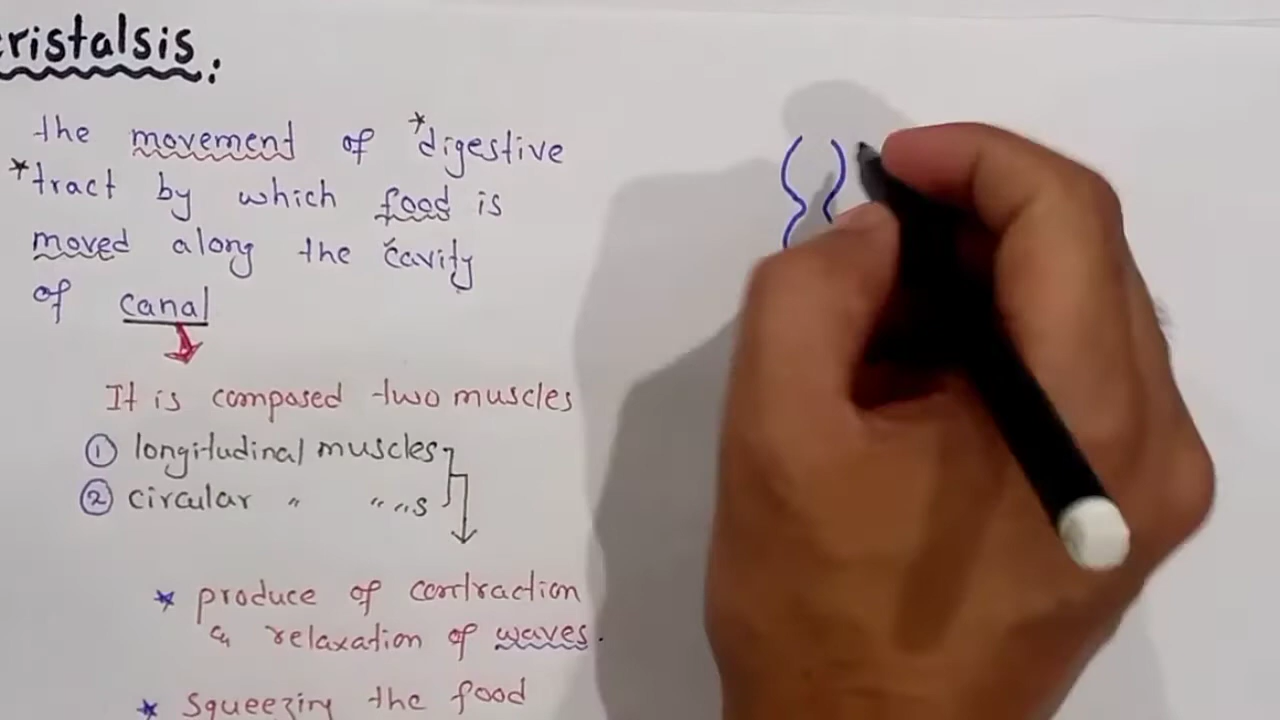 eristalsis:
the movement of *digestive
*tract by which food is
moved along the cavity
of canal
It is composed two muscles
① longitudinal muscles
② circular " " "s
* produce of contraction
& relaxation of waves.
* squeezing the food